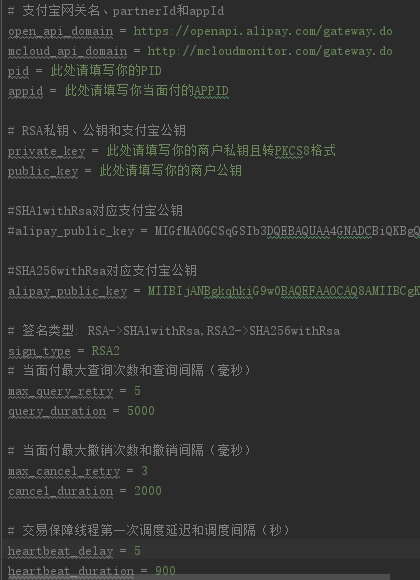 # 支付宝网关名、partnerId和appId
open_api_domain = https://openapi.alipay.com/gateway.do
mcloud_api_domain = http://mcloudmonitor.com/gateway.do
pid = 此处请填写你的PID
appid = 此处请填写你当面付的APPID
# RSA私钥、公钥和支付宝公钥
private_key = 此处请填写你的商户私钥且转PKCS8格式
public_key = 此处请填写你的商户公钥
#SHA1withRsa对应支付宝公钥
#alipay_public_key = MIGfMA0GCSqGSIb3DQEBAQUAA4GNADCBiQKBgQ
#SHA256withRsa对应支付宝公钥
alipay_public_key = MIIBIjANBgkqhkiG9w0BAQEFAAOCAQ8AMIIBCgK
# 签名类型: RSA->SHA1withRsa,RSA2->SHA256withRsa
sign_type = RSA2
# 当面付最大查询次数和查询间隔（毫秒）
max_query_retry = 5
query_duration = 5000
# 当面付最大撤销次数和撤销间隔（毫秒）
max_cancel_retry = 3
cancel_duration = 2000
# 交易保障线程第一次调度延迟和调度间隔（秒）
heartbeat_delay = 5
heartbeat_duration = 900